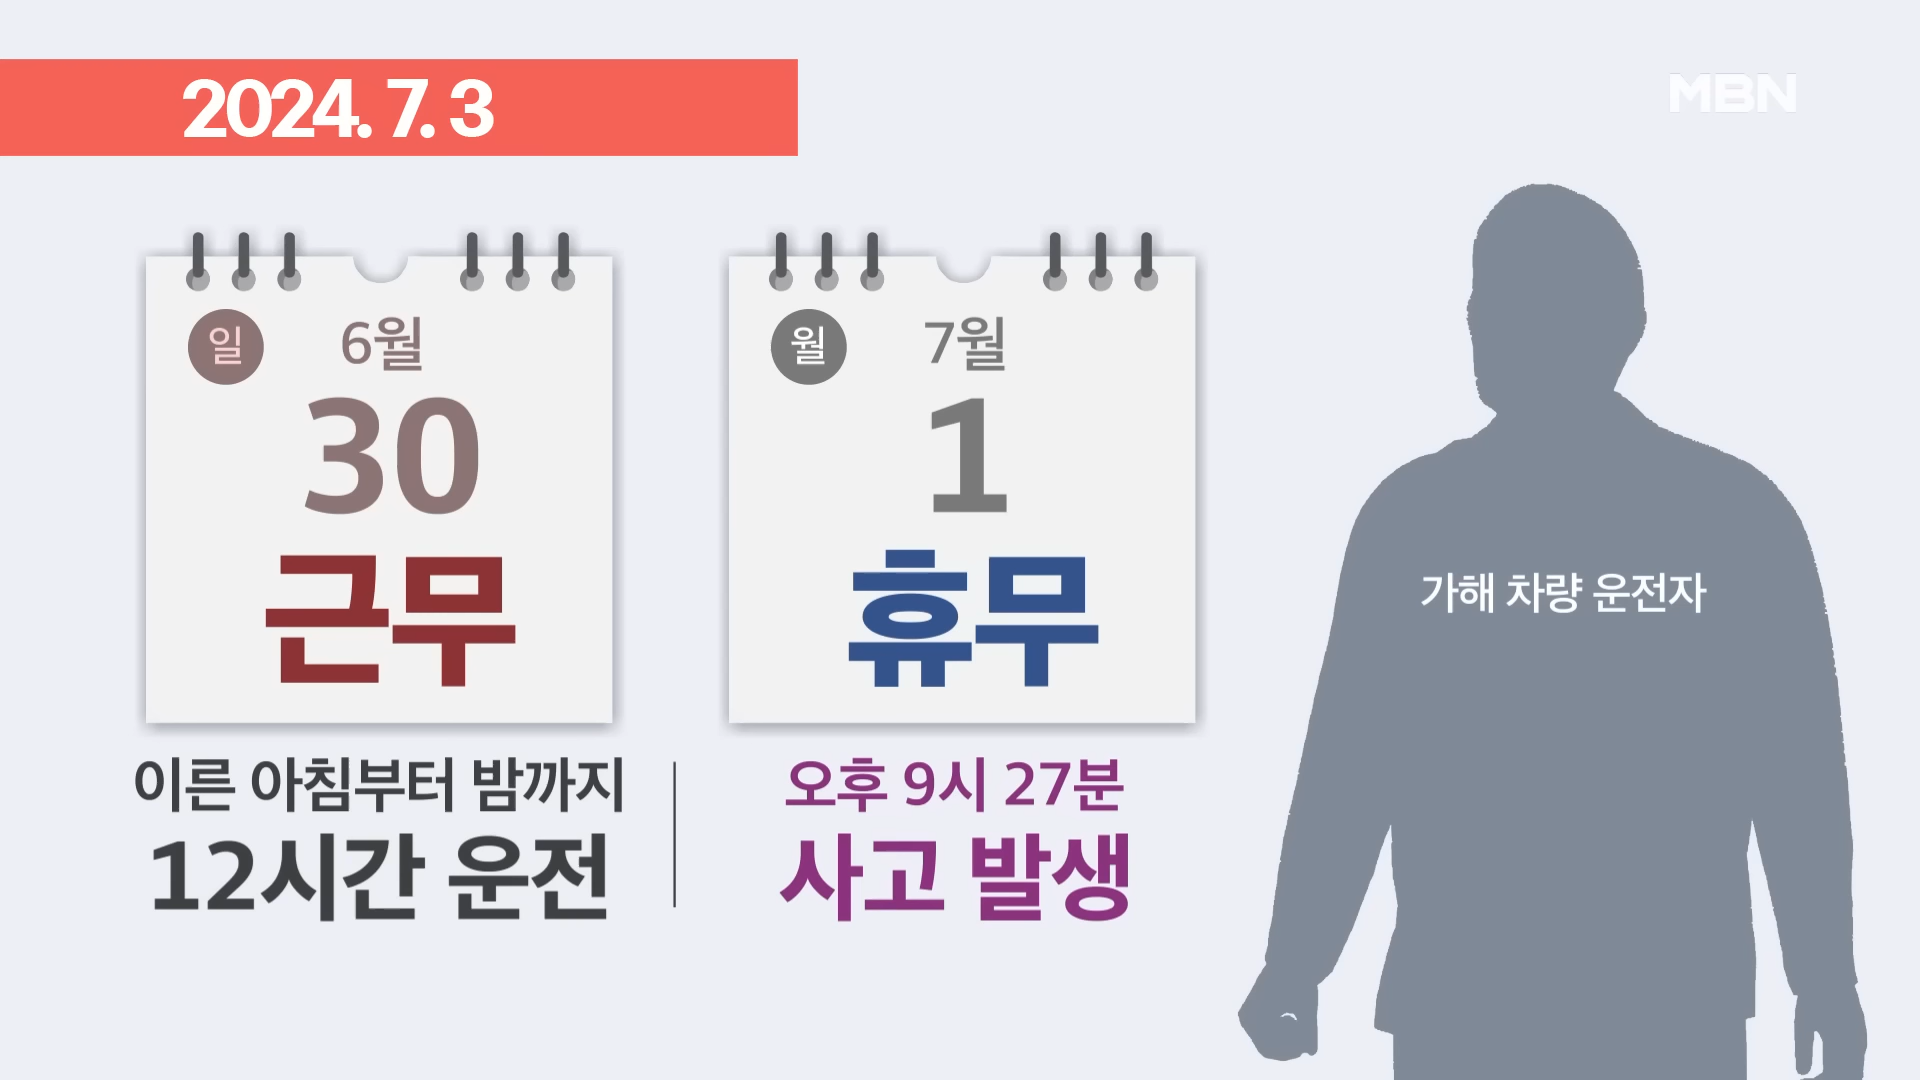 2024. 7. 3
MBN
일 6월
30
근무
이른 아침부터 밤까지
12시간 운전
월 7월
1
휴무
오후 9시 27분
사고 발생
가해 차량 운전자